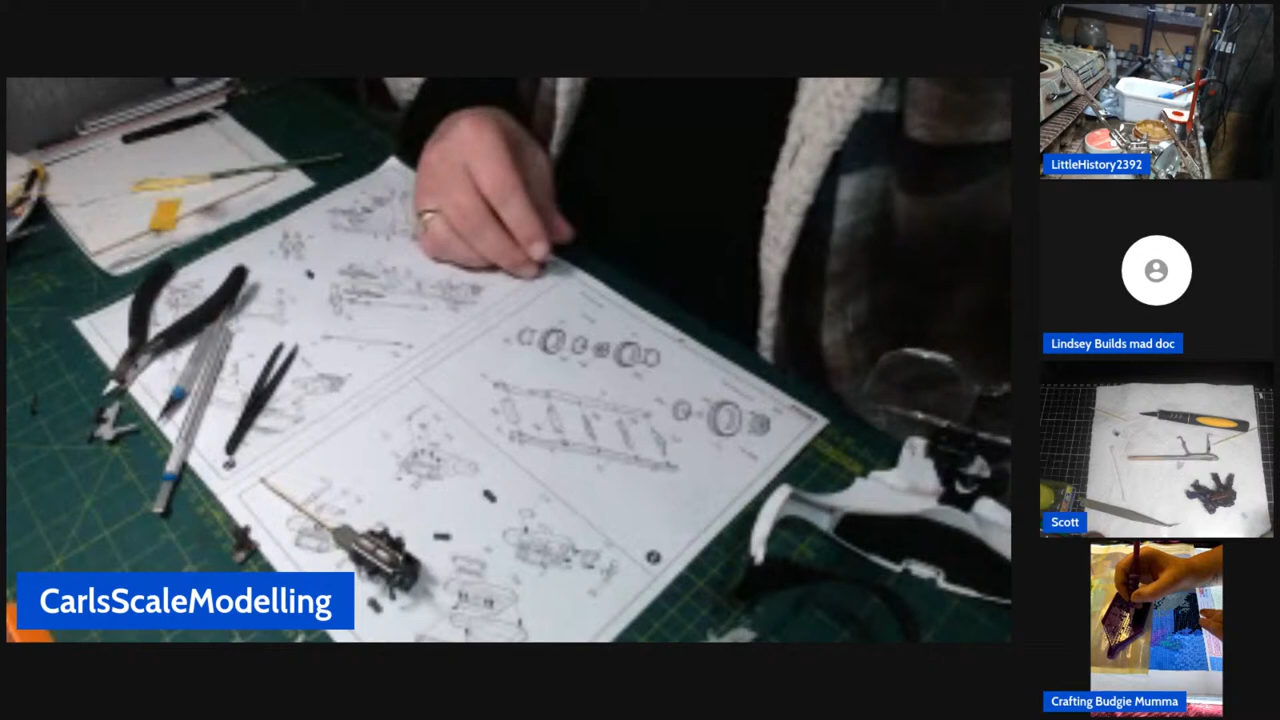 LittleHistory2392
Lindsey Builds mad doc
Scott
CarlsScaleModelling
Crafting Budgie Mumma